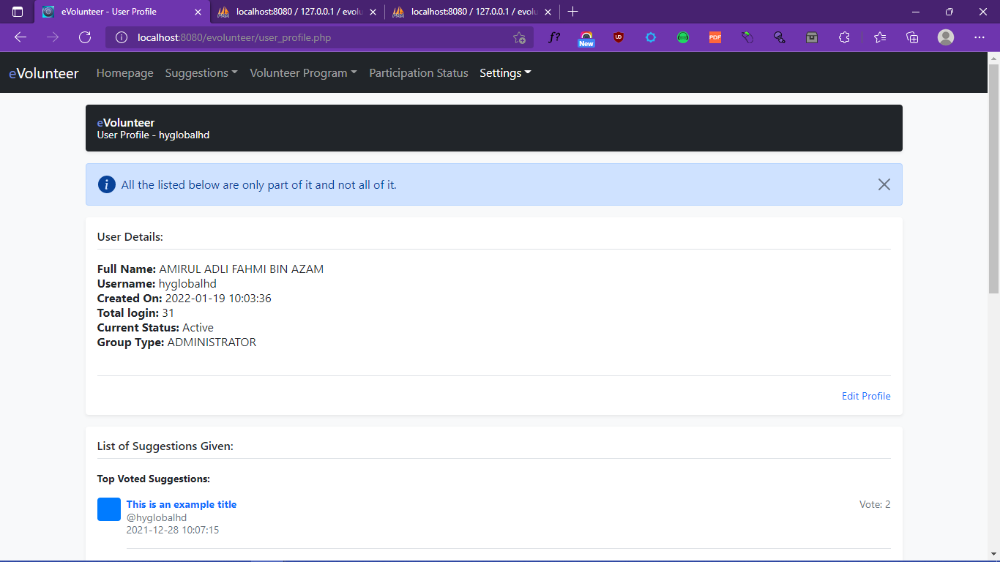 eVolunteer - User Profile
localhost:8080 / 127.0.0.1 / evolu
localhost:8080 / 127.0.0.1 / evolu
localhost:8080/evolunteer/user_profile.php
f?
New
UD
PDF
eVolunteer Homepage Suggestions Volunteer Program Participation Status Settings
eVolunteer
User Profile - hyglobalhd
i All the listed below are only part of it and not all of it.
User Details:
Full Name: AMIRUL ADLI FAHMI BIN AZAM
Username: hyglobalhd
Created On: 2022-01-19 10:03:36
Total login: 31
Current Status: Active
Group Type: ADMINISTRATOR
Edit Profile
List of Suggestions Given:
Top Voted Suggestions:
This is an example title Vote: 2
@hyglobalhd
2021-12-28 10:07:15